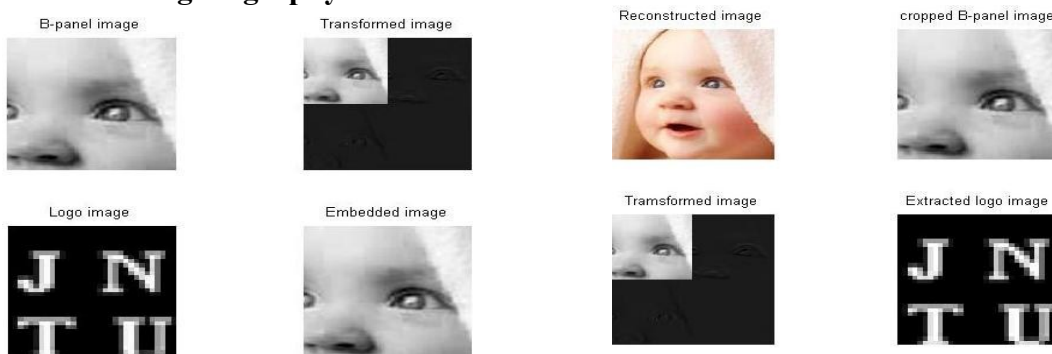 B-panel image
Transformed image
Reconstructed image
cropped B-panel image
Logo image
Embedded image
Tramsformed image
Extracted logo image
J N
T U
J N
T U